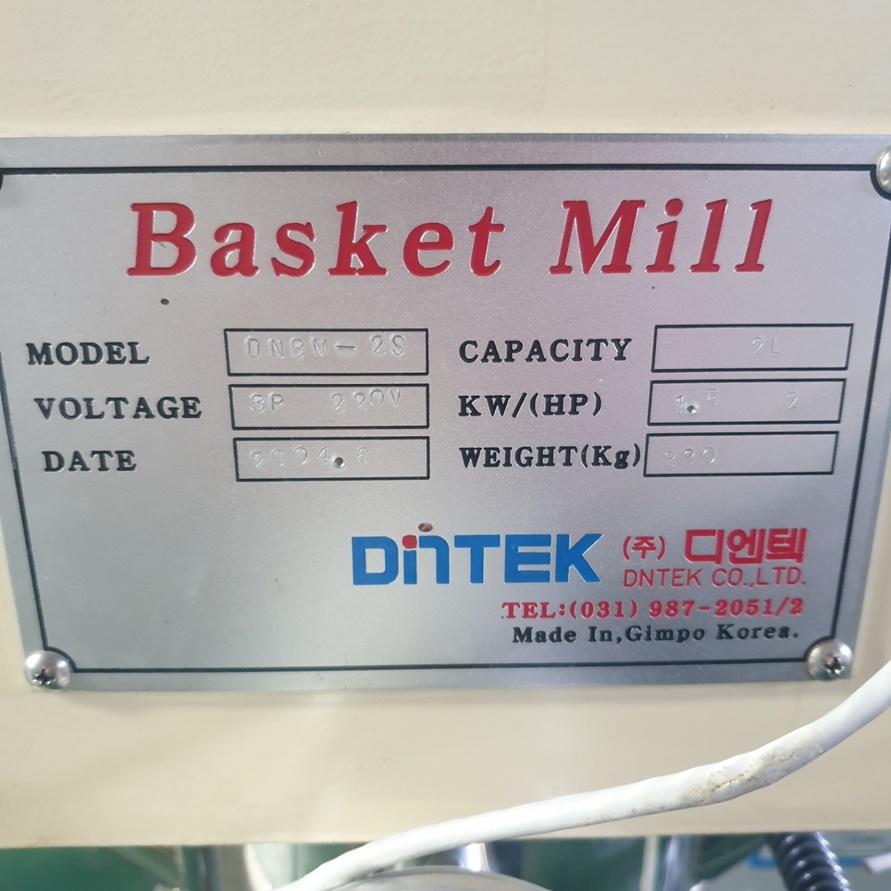 Basket Mill
MODEL DNBM-2S CAPACITY 2L
VOLTAGE 3P 220V KW/(HP) 1.5 2
DATE 2004.6 WEIGHT(Kg)
DNTEK (주) 디엔텍
DNTEK CO.,LTD.
TEL:(031) 987-2051/2
Made In,Gimpo Korea.